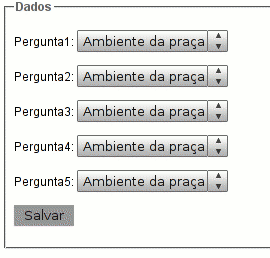 Dados
Pergunta1: Ambiente da praça
Pergunta2: Ambiente da praça
Pergunta3: Ambiente da praça
Pergunta4: Ambiente da praça
Pergunta5: Ambiente da praça
Salvar